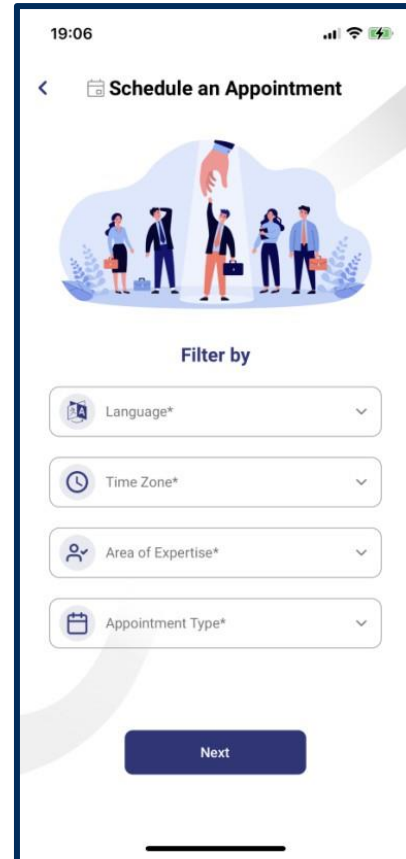 19:06
Schedule an Appointment
Filter by
Language*
Time Zone*
Area of Expertise*
Appointment Type*
Next